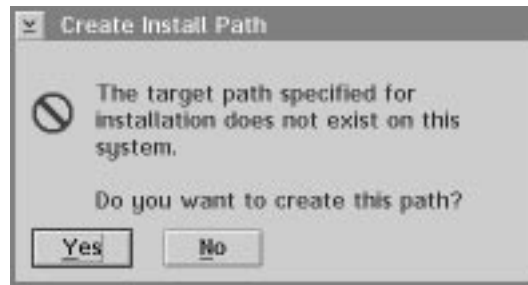 Create Install Path
The target path specified for
installation does not exist on this
system.
Do you want to create this path?
Yes
No